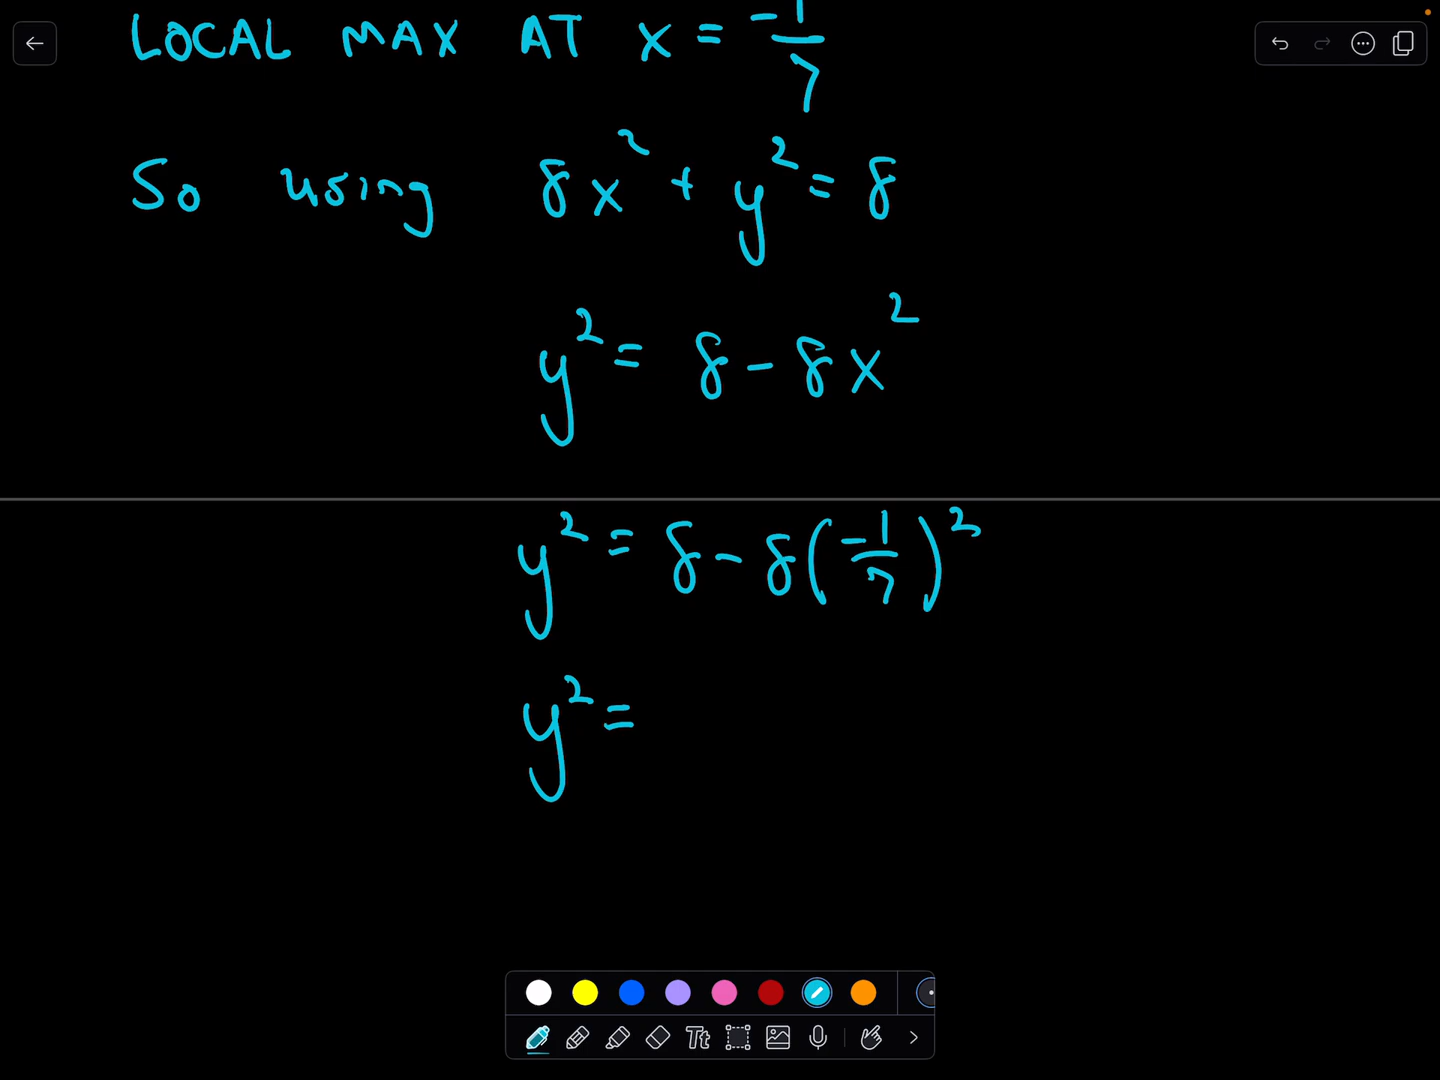 LOCAL MAX AT x = -1/7
So using 8x² + y² = 8
y² = 8 - 8x²
y² = 8 - 8(-1/7)²
y² =
Tt